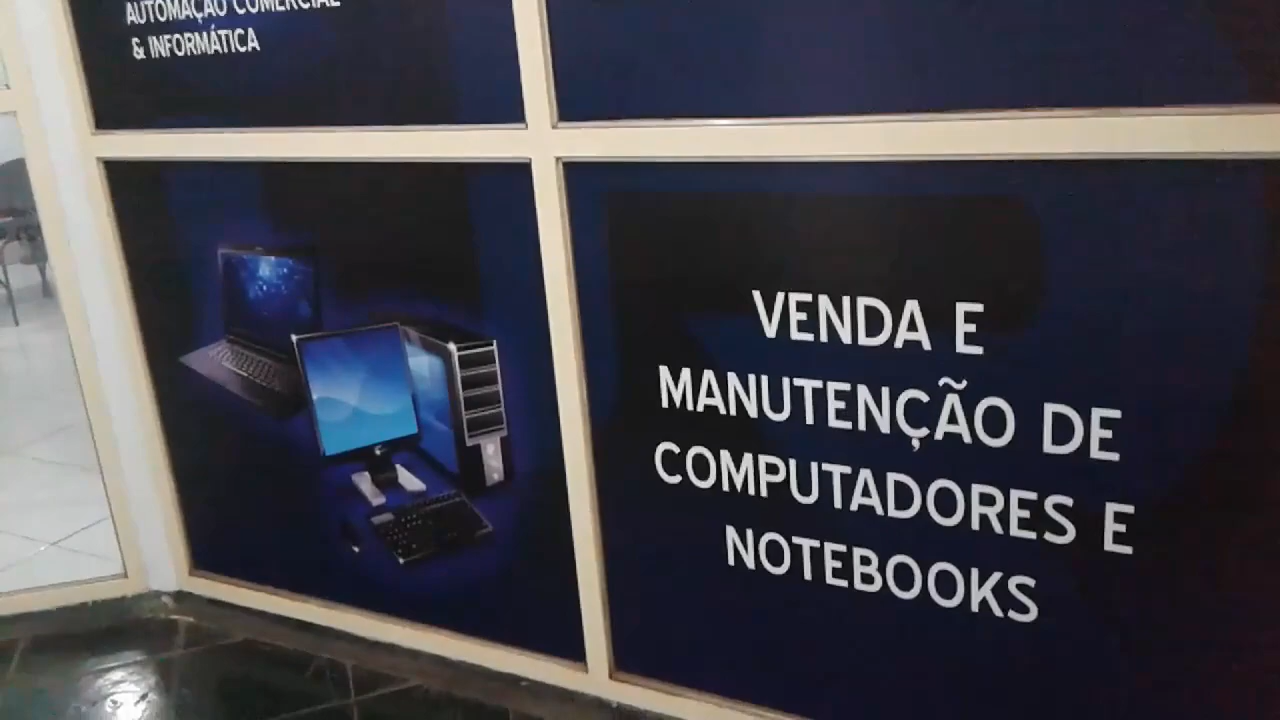 AUTOMAÇÃO COMERCIAL
& INFORMÁTICA
VENDA E
MANUTENÇÃO DE
COMPUTADORES E
NOTEBOOKS